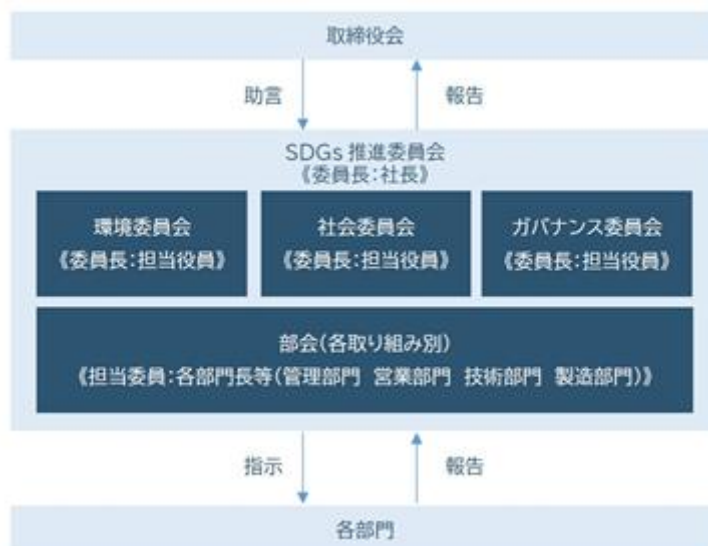 取締役会
助言
報告
SDGs 推進委員会
《委員長：社長》
環境委員会
《委員長：担当役員》
社会委員会
《委員長：担当役員》
ガバナンス委員会
《委員長：担当役員》
部会（各取り組み別）
《担当委員：各部門長等（管理部門　営業部門　技術部門　製造部門）》
指示
報告
各部門